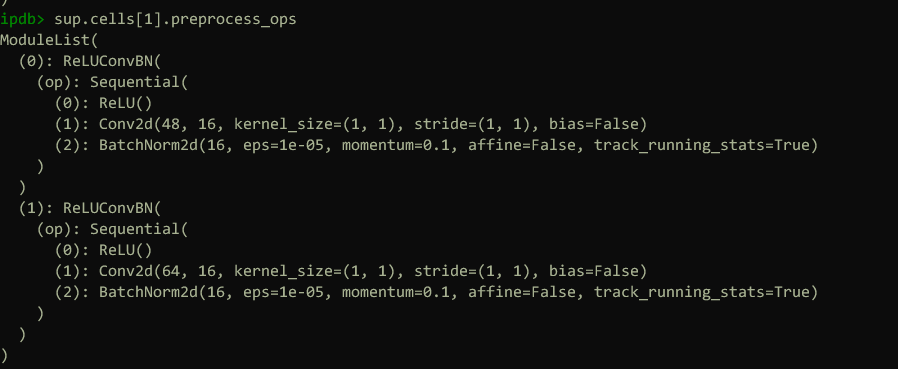 ipdb> sup.cells[1].preprocess_ops
ModuleList(
  (0): ReLUConvBN(
    (op): Sequential(
      (0): ReLU()
      (1): Conv2d(48, 16, kernel_size=(1, 1), stride=(1, 1), bias=False)
      (2): BatchNorm2d(16, eps=1e-05, momentum=0.1, affine=False, track_running_stats=True)
    )
  )
  (1): ReLUConvBN(
    (op): Sequential(
      (0): ReLU()
      (1): Conv2d(64, 16, kernel_size=(1, 1), stride=(1, 1), bias=False)
      (2): BatchNorm2d(16, eps=1e-05, momentum=0.1, affine=False, track_running_stats=True)
    )
  )
)